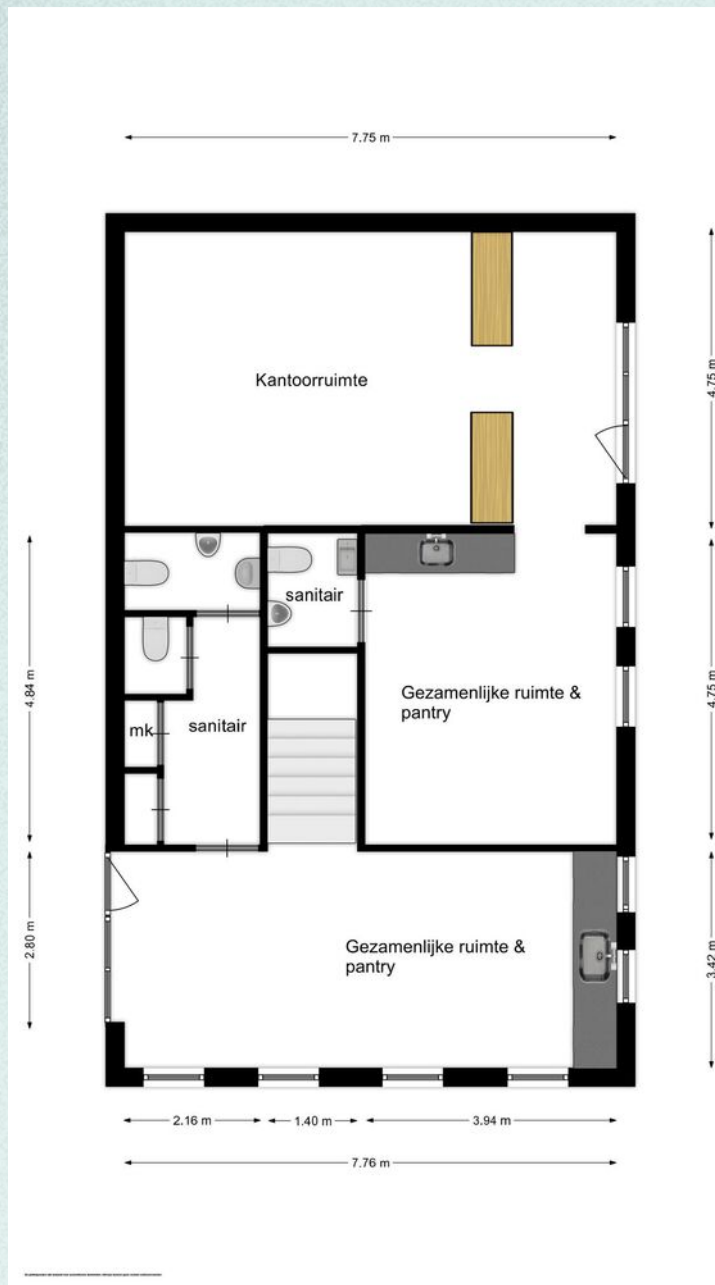 7.75 m
4.75 m
Kantoorruimte
sanitair
4.84 m
4.75 m
Gezamenlijke ruimte &
pantry
mk
sanitair
2.80 m
3.42 m
Gezamenlijke ruimte &
pantry
2.16 m
1.40 m
3.94 m
7.76 m